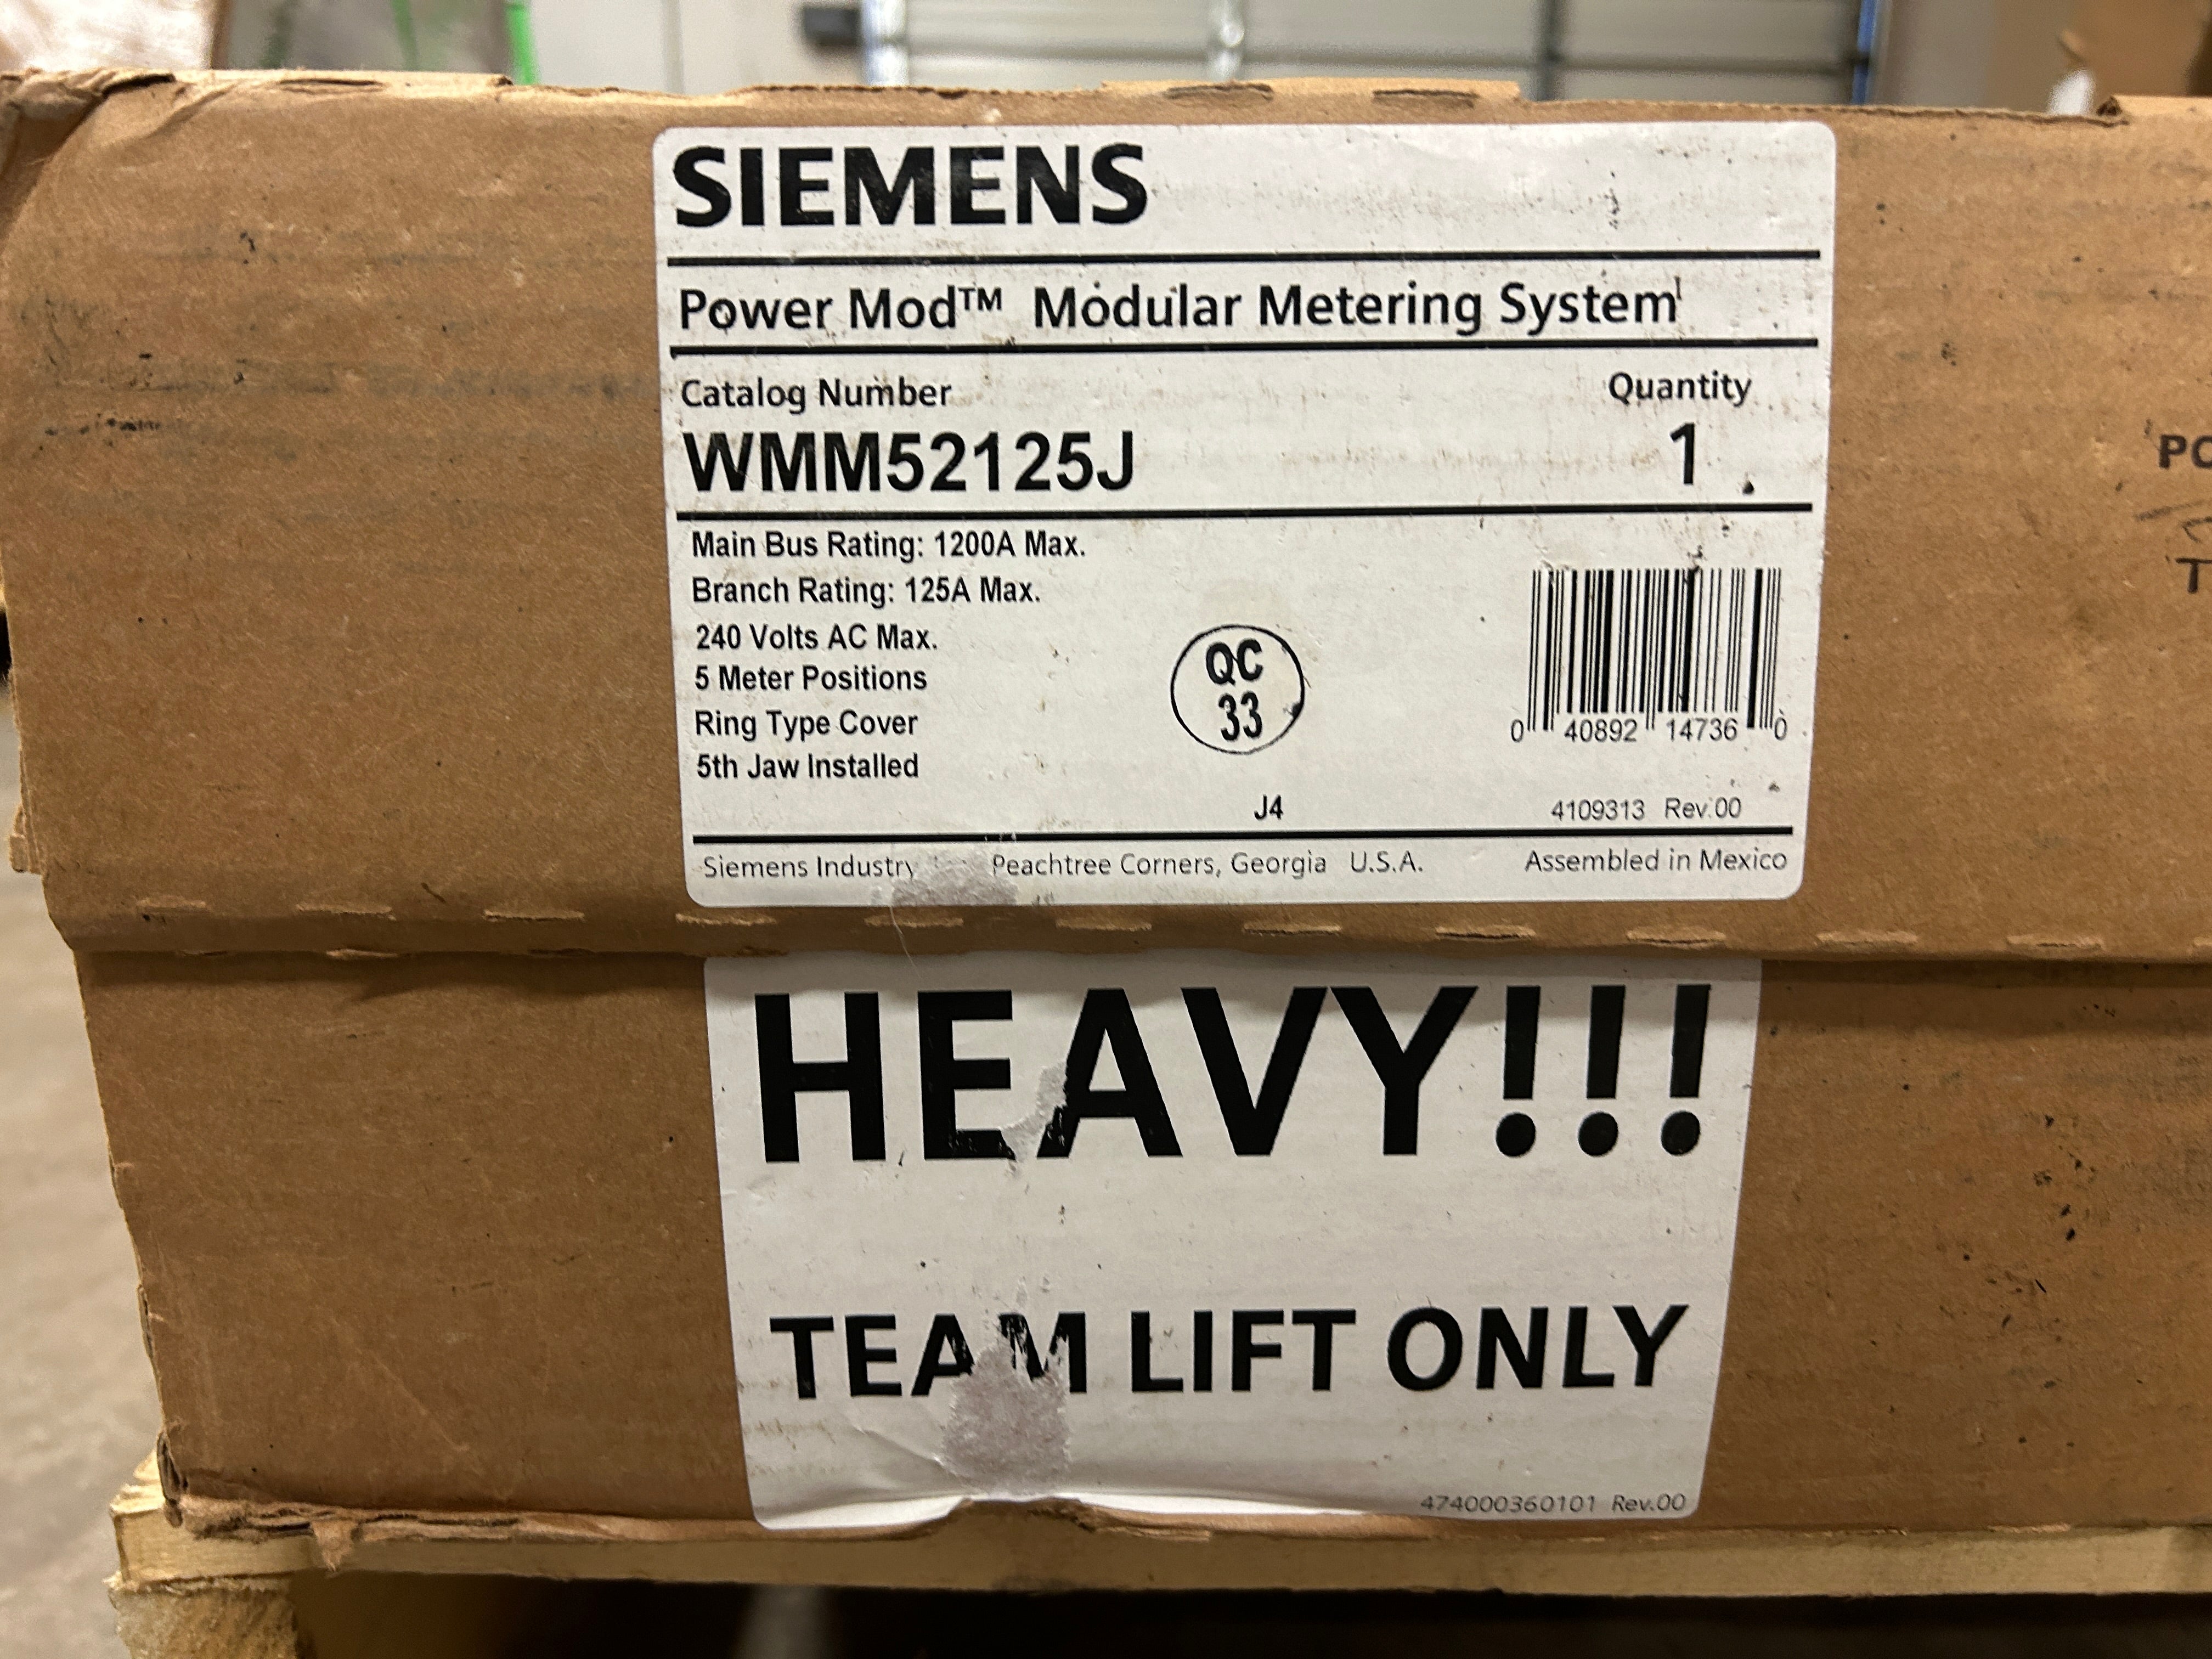 SIEMENS
Power Mod™ Modular Metering System
Catalog Number Quantity
WMM52125J 1
Main Bus Rating: 1200A Max.
Branch Rating: 125A Max.
240 Volts AC Max.
5 Meter Positions
Ring Type Cover
5th Jaw Installed
QC
33
0 40892 14736 0
J4 4109313 Rev.00
Siemens Industry Peachtree Corners, Georgia U.S.A. Assembled in Mexico
HEAVY!!!
TEAM LIFT ONLY
474000360101 Rev.00